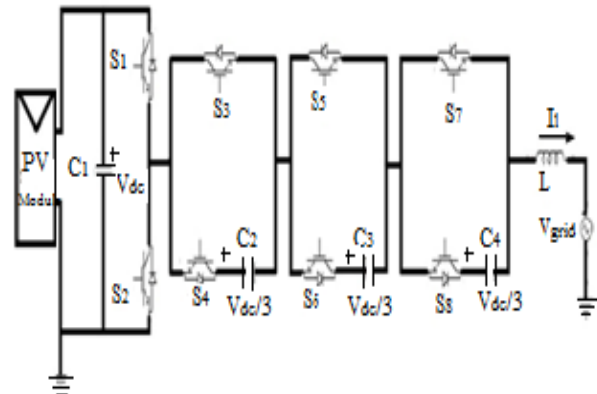 S1
S3
S5
S7
I1
PV
Modul
C1
+
Vdc
L
Vgrid
S2
S4
+
C2
Vdc/3
S6
+
C3
Vdc/3
S8
+
C4
Vdc/3